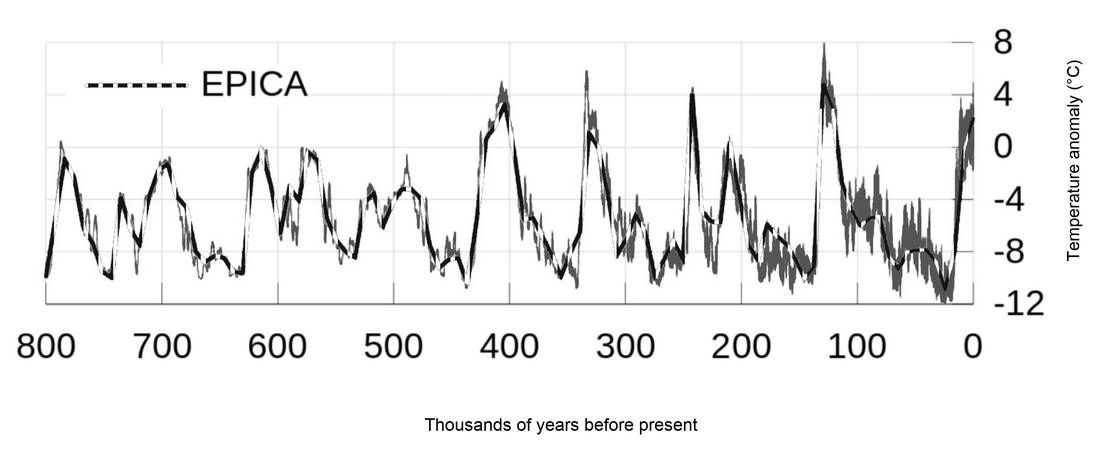 EPICA
8
4
0
-4
-8
-12
Temperature anomaly (°C)
800 700 600 500 400 300 200 100 0
Thousands of years before present